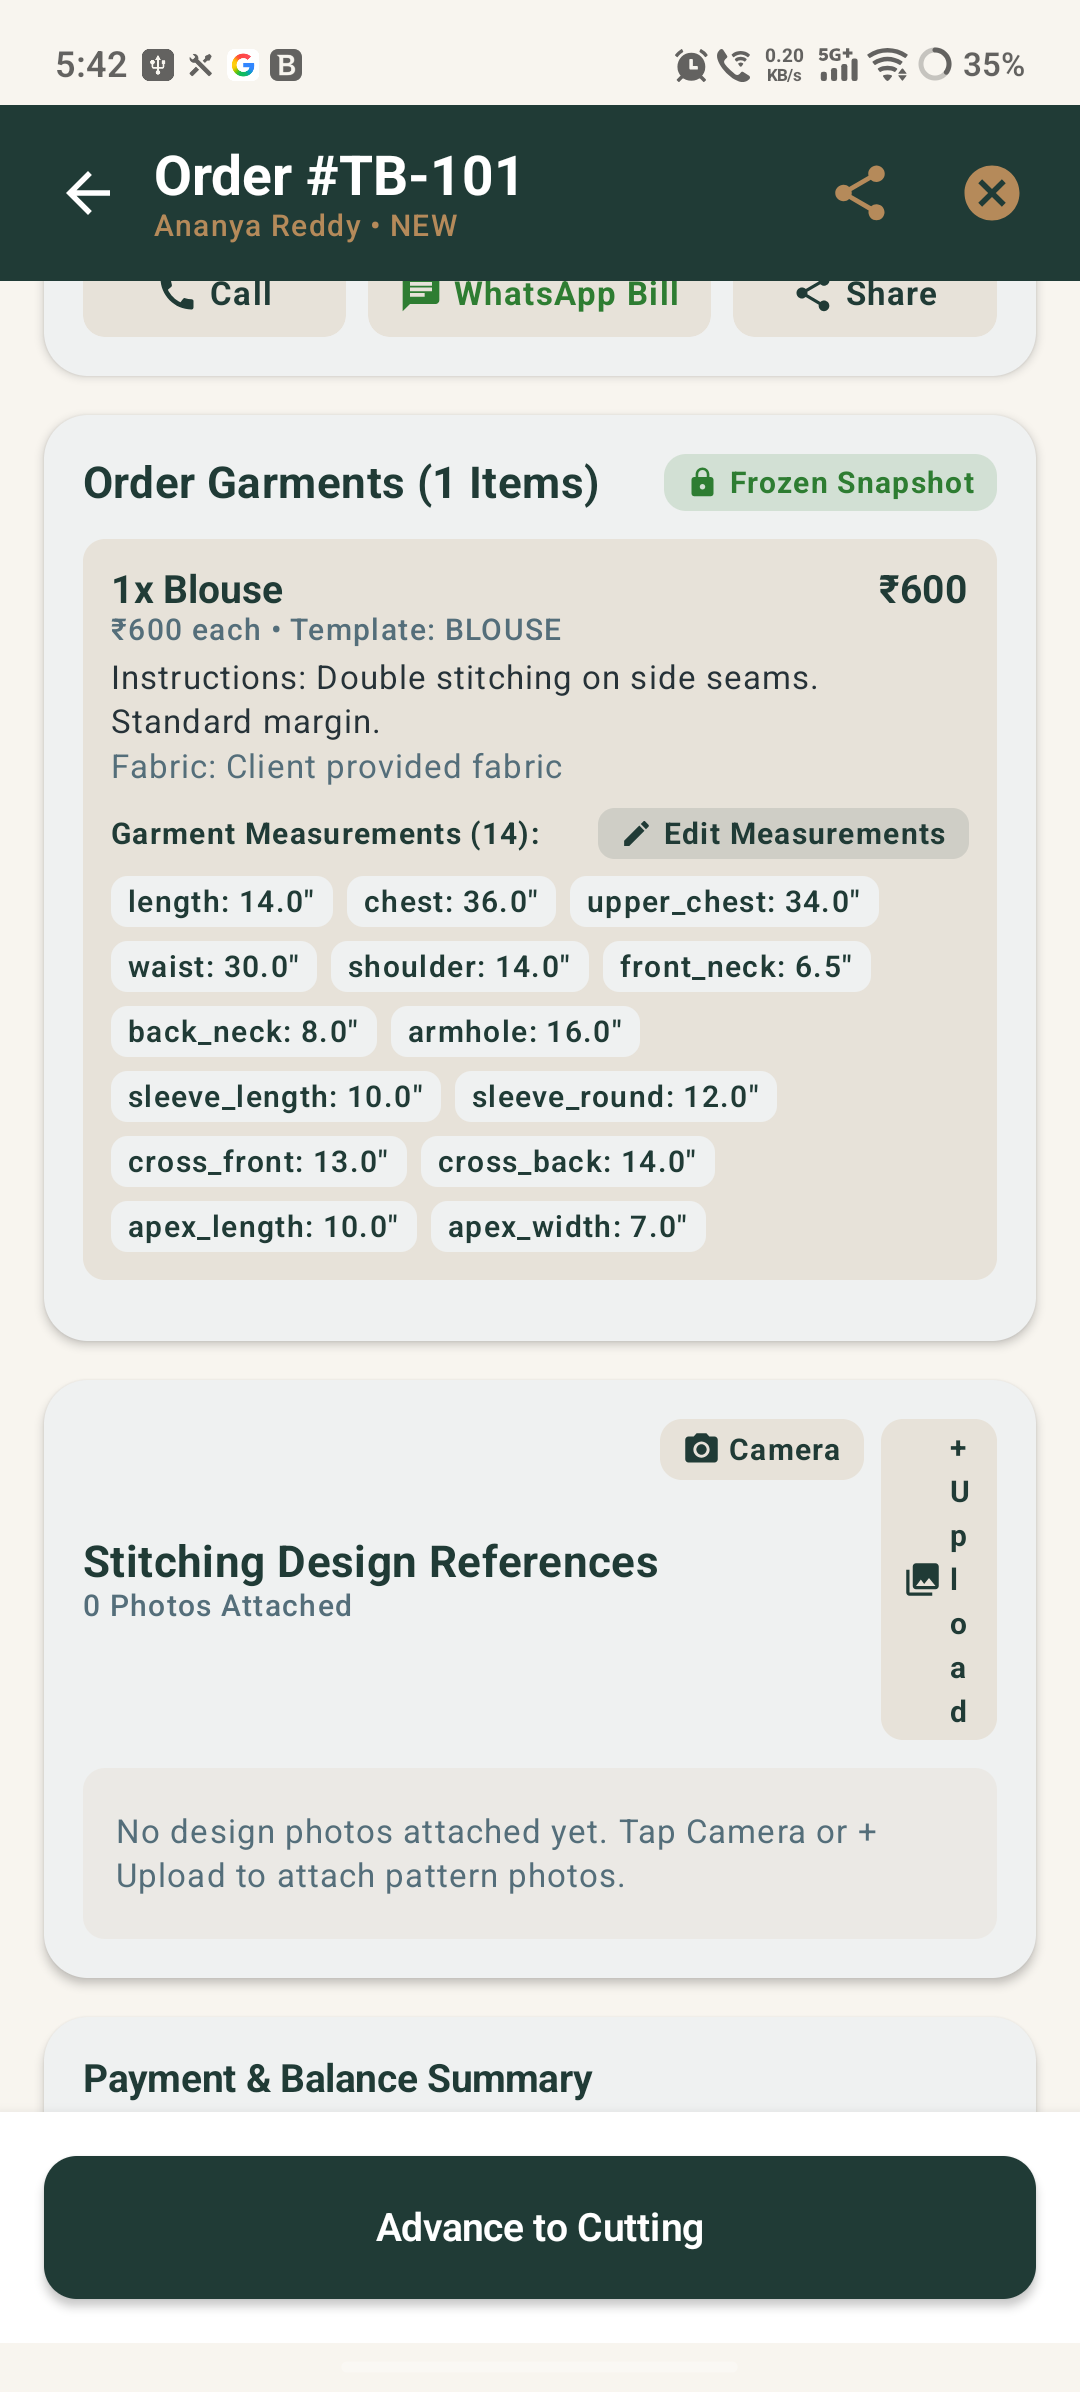 5:42
0.20 KB/s
5G+
35%
Order #TB-101
Ananya Reddy • NEW
Call
WhatsApp Bill
Share
Order Garments (1 Items)
Frozen Snapshot
1x Blouse
₹600
₹600 each • Template: BLOUSE
Instructions: Double stitching on side seams.
Standard margin.
Fabric: Client provided fabric
Garment Measurements (14):
Edit Measurements
length: 14.0"
chest: 36.0"
upper_chest: 34.0"
waist: 30.0"
shoulder: 14.0"
front_neck: 6.5"
back_neck: 8.0"
armhole: 16.0"
sleeve_length: 10.0"
sleeve_round: 12.0"
cross_front: 13.0"
cross_back: 14.0"
apex_length: 10.0"
apex_width: 7.0"
Camera
+ Upload
Stitching Design References
0 Photos Attached
No design photos attached yet. Tap Camera or +
Upload to attach pattern photos.
Payment & Balance Summary
Advance to Cutting